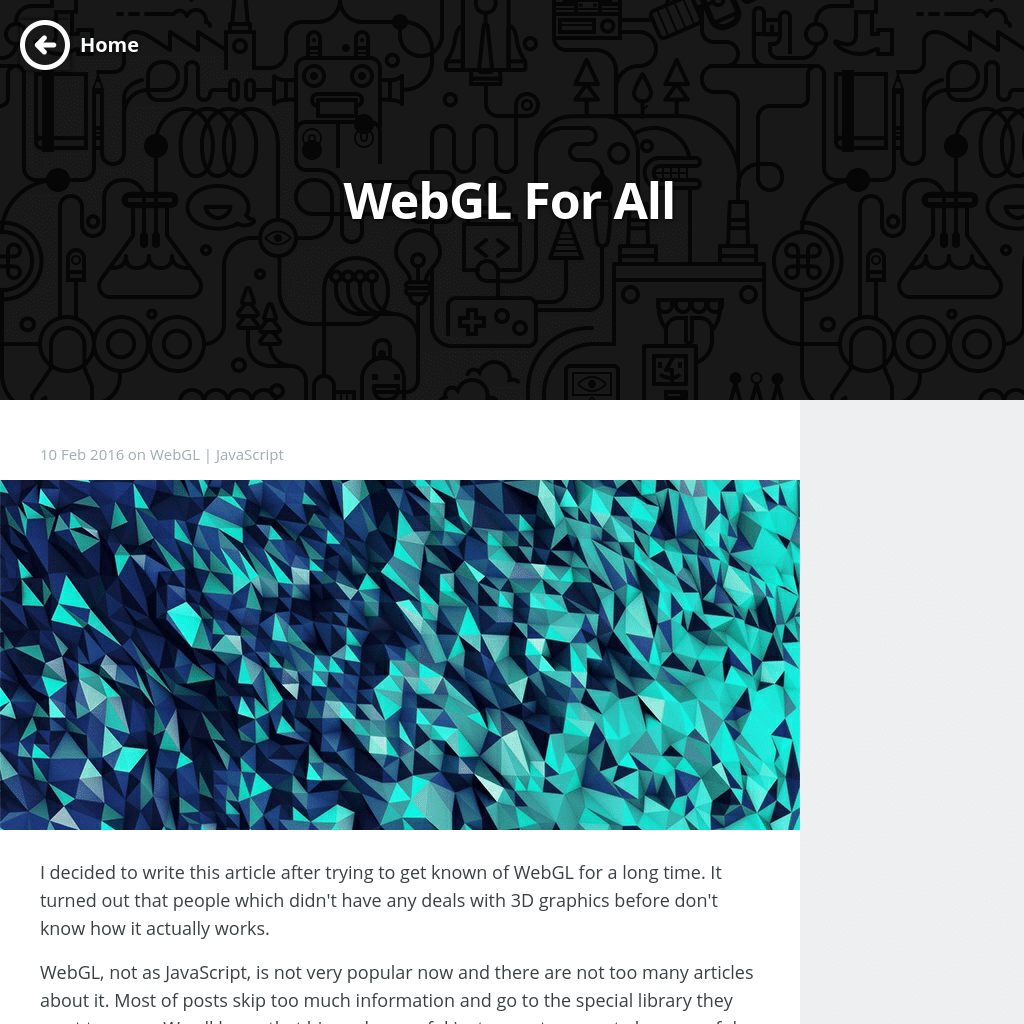 Home
WebGL For All
10 Feb 2016 on WebGL | JavaScript
I decided to write this article after trying to get known of WebGL for a long time. It
turned out that people which didn't have any deals with 3D graphics before don't
know how it actually works.
WebGL, not as JavaScript, is not very popular now and there are not too many articles
about it. Most of posts skip too much information and go to the special library they